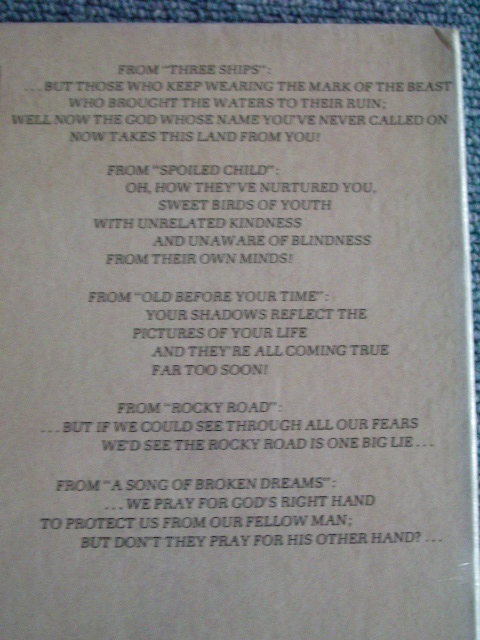 FROM "THREE SHIPS":
...BUT THOSE WHO KEEP WEARING THE MARK OF THE BEAST
WHO BROUGHT THE WATERS TO THEIR RUIN;
WELL NOW THE GOD WHOSE NAME YOU'VE NEVER CALLED ON
NOW TAKES THIS LAND FROM YOU!
FROM "SPOILED CHILD":
OH, HOW THEY'VE NURTURED YOU,
SWEET BIRDS OF YOUTH
WITH UNRELATED KINDNESS
AND UNAWARE OF BLINDNESS
FROM THEIR OWN MINDS!
FROM "OLD BEFORE YOUR TIME":
YOUR SHADOWS REFLECT THE
PICTURES OF YOUR LIFE
AND THEY'RE ALL COMING TRUE
FAR TOO SOON!
FROM "ROCKY ROAD":
...BUT IF WE COULD SEE THROUGH ALL OUR FEARS
WE'D SEE THE ROCKY ROAD IS ONE BIG LIE...
FROM "A SONG OF BROKEN DREAMS":
...WE PRAY FOR GOD'S RIGHT HAND
TO PROTECT US FROM OUR FELLOW MAN;
BUT DON'T THEY PRAY FOR HIS OTHER HAND?...